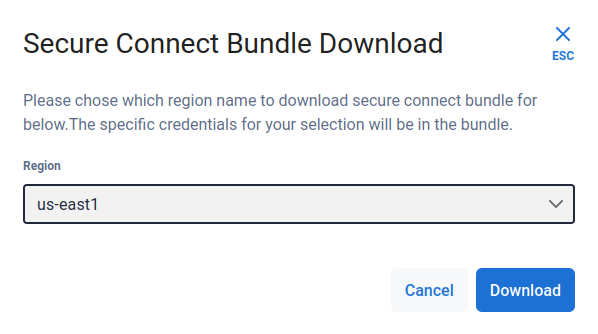 Secure Connect Bundle Download
ESC
Please chose which region name to download secure connect bundle for
below.The specific credentials for your selection will be in the bundle.
Region
us-east1
Cancel
Download